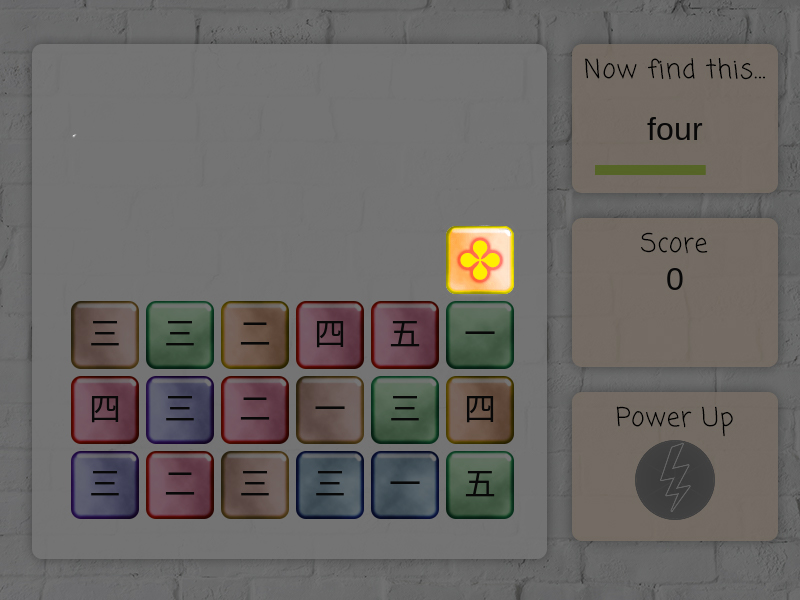 Now find this...
four
Score
0
Power Up
三 三 二 四 五 一
四 三 二 一 三 四
三 二 三 三 一 五